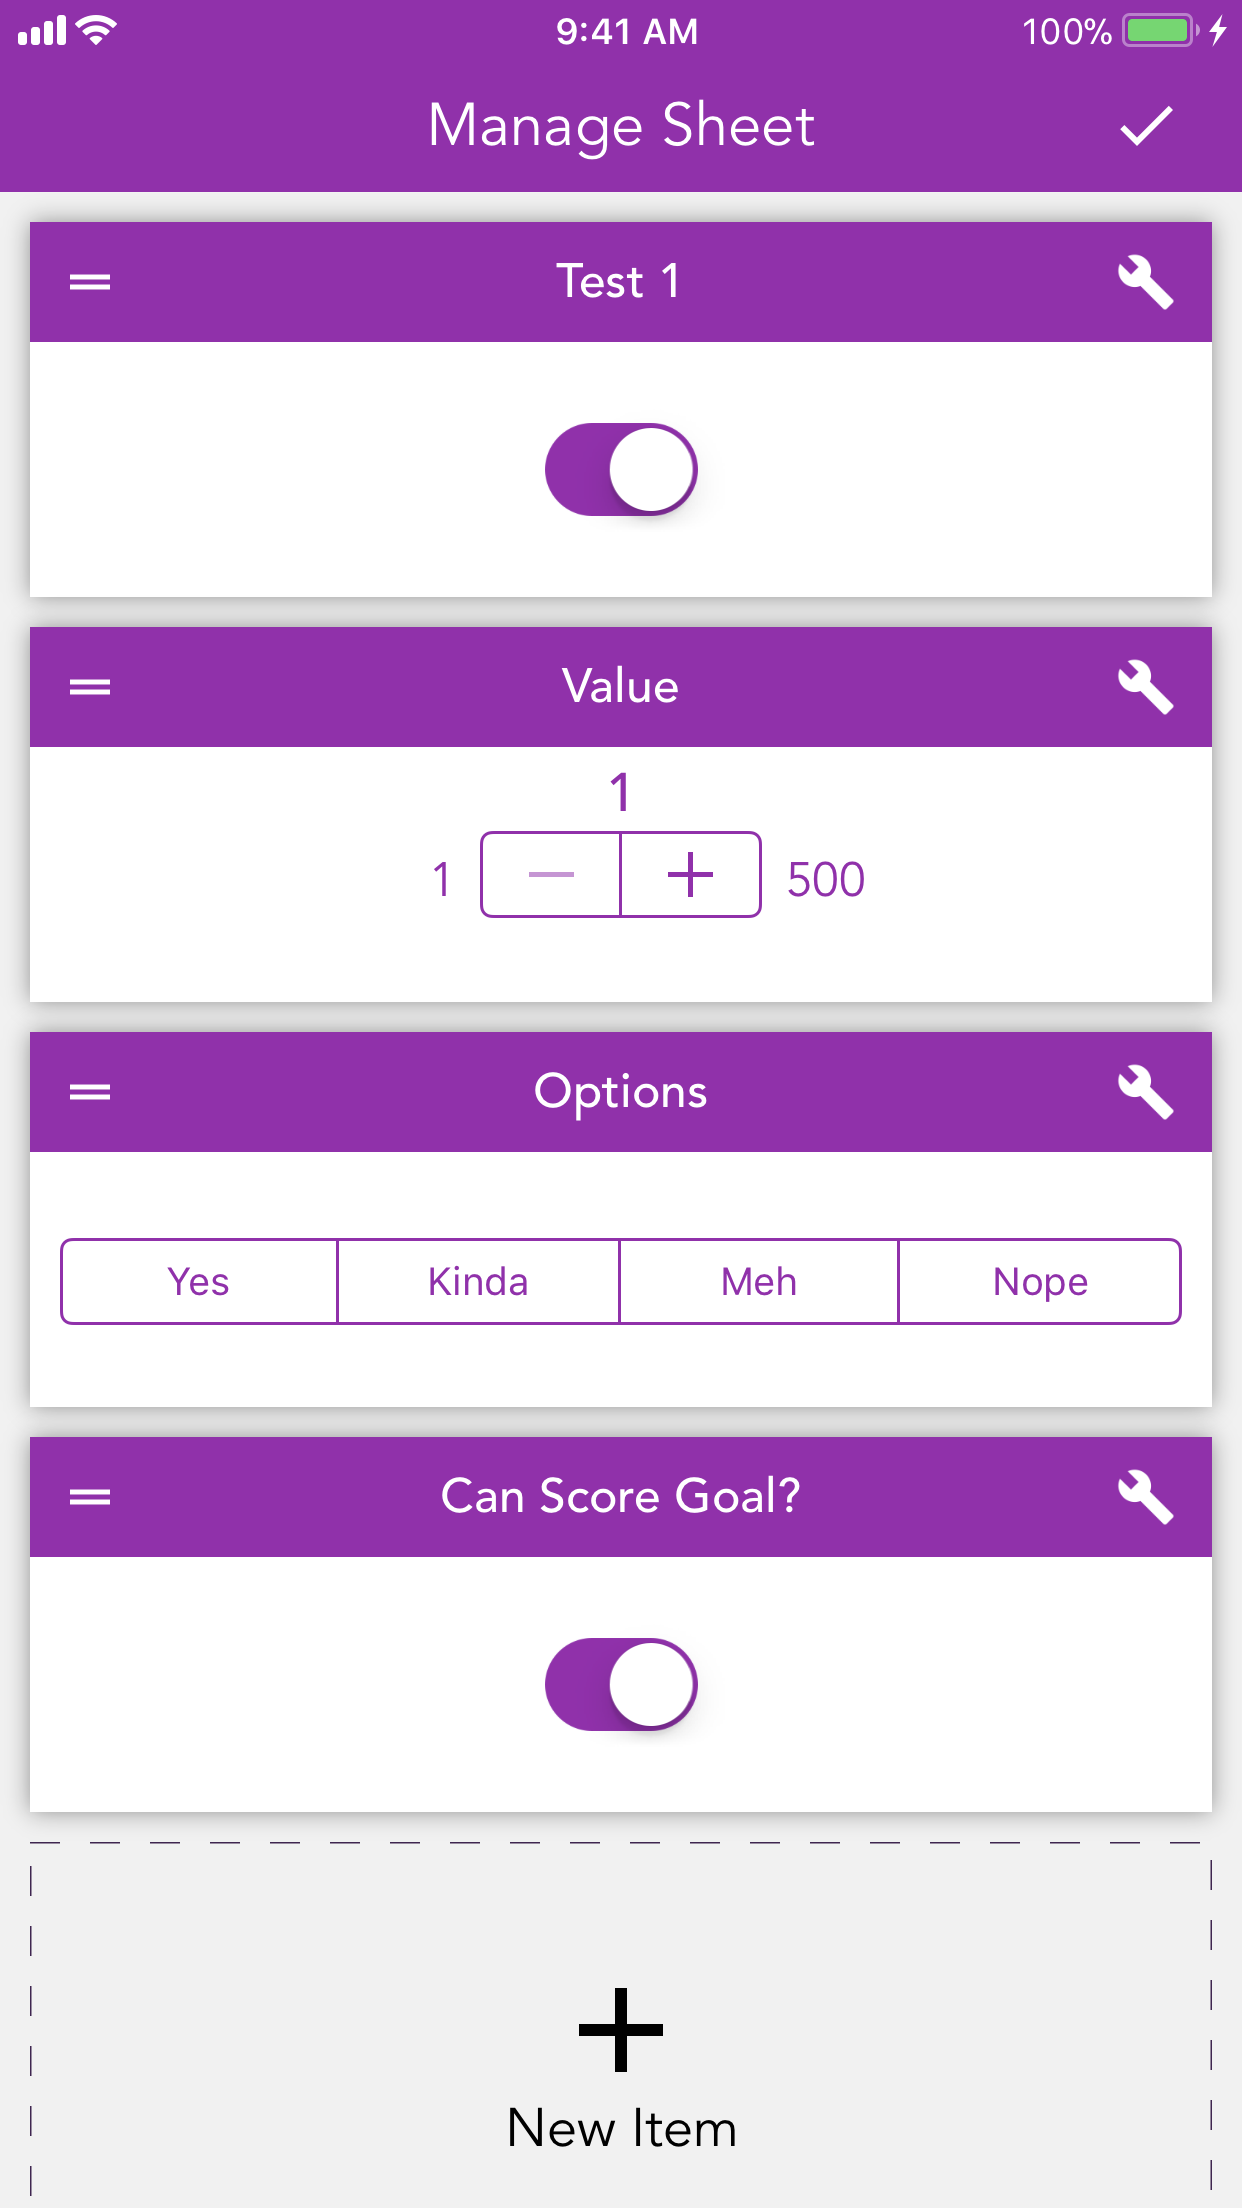 9:41 AM
100%
Manage Sheet
Test 1
Value
1
1
500
Options
Yes
Kinda
Meh
Nope
Can Score Goal?
New Item